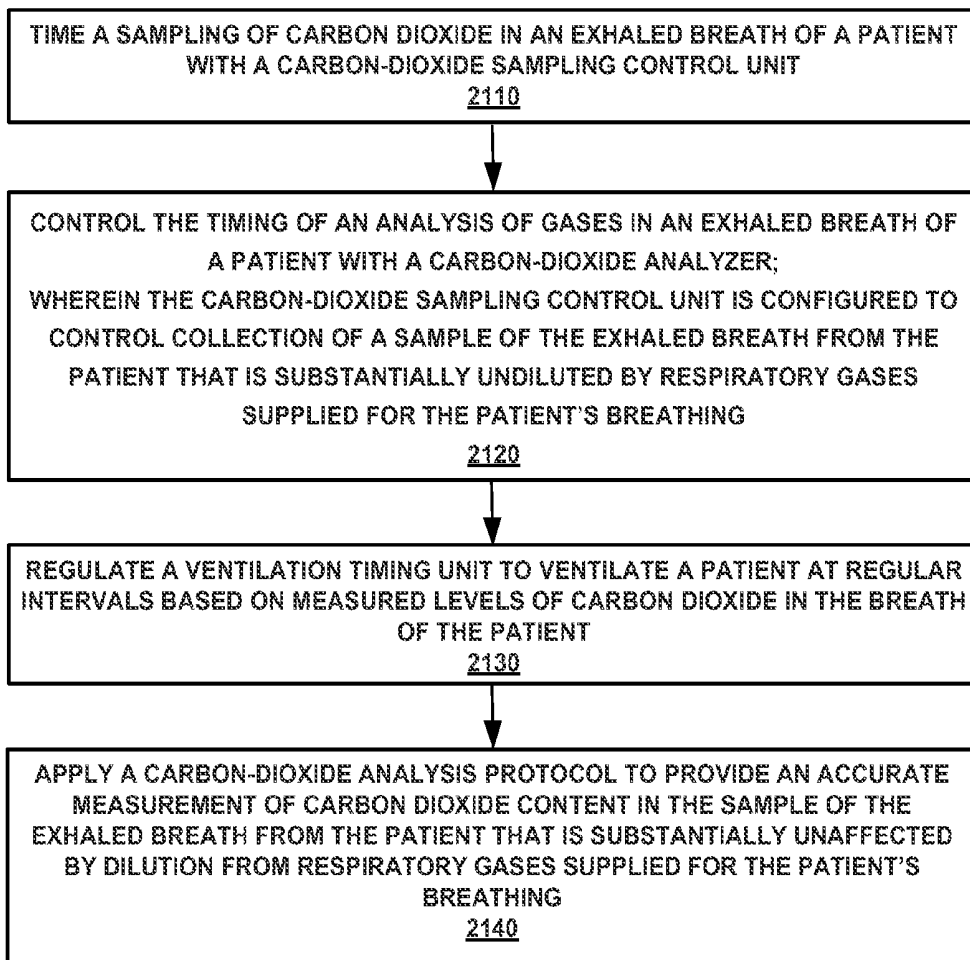 TIME A SAMPLING OF CARBON DIOXIDE IN AN EXHALED BREATH OF A PATIENT
WITH A CARBON-DIOXIDE SAMPLING CONTROL UNIT
2110
CONTROL THE TIMING OF AN ANALYSIS OF GASES IN AN EXHALED BREATH OF
A PATIENT WITH A CARBON-DIOXIDE ANALYZER;
WHEREIN THE CARBON-DIOXIDE SAMPLING CONTROL UNIT IS CONFIGURED TO
CONTROL COLLECTION OF A SAMPLE OF THE EXHALED BREATH FROM THE
PATIENT THAT IS SUBSTANTIALLY UNDILUTED BY RESPIRATORY GASES
SUPPLIED FOR THE PATIENT'S BREATHING
2120
REGULATE A VENTILATION TIMING UNIT TO VENTILATE A PATIENT AT REGULAR
INTERVALS BASED ON MEASURED LEVELS OF CARBON DIOXIDE IN THE BREATH
OF THE PATIENT
2130
APPLY A CARBON-DIOXIDE ANALYSIS PROTOCOL TO PROVIDE AN ACCURATE
MEASUREMENT OF CARBON DIOXIDE CONTENT IN THE SAMPLE OF THE
EXHALED BREATH FROM THE PATIENT THAT IS SUBSTANTIALLY UNAFFECTED
BY DILUTION FROM RESPIRATORY GASES SUPPLIED FOR THE PATIENT'S
BREATHING
2140